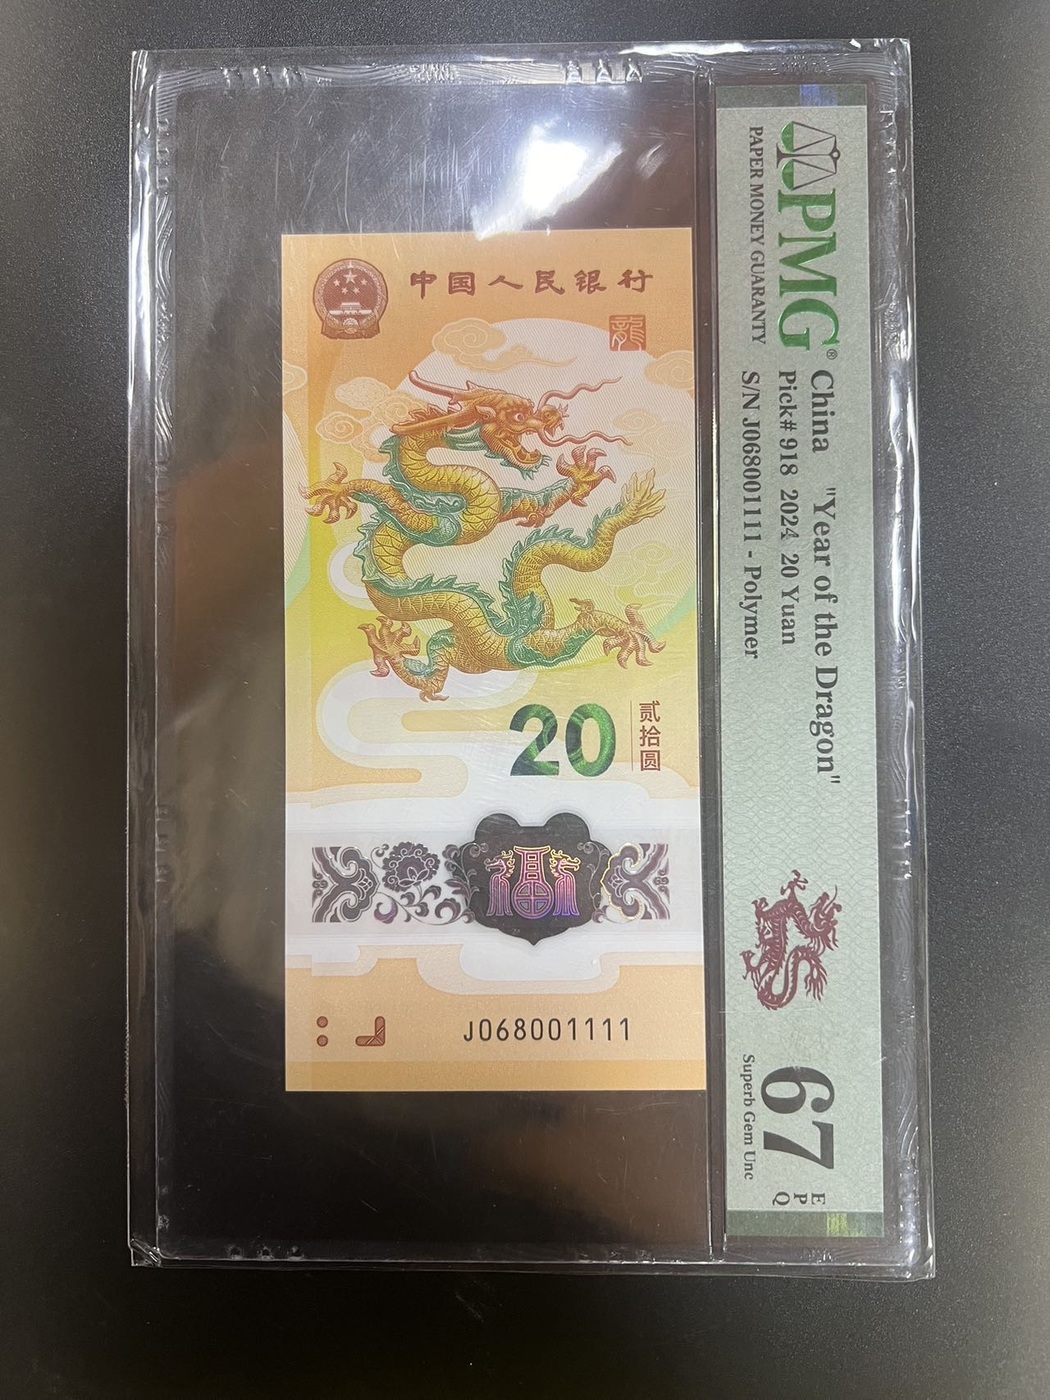 中国人民银行
龍
20
贰拾圆
J068001111
PMG®
PAPER MONEY GUARANTY
China "Year of the Dragon"
Pick# 918 2024 20 Yuan
S/N J068001111 - Polymer
67
EPQ
Superb Gem Unc